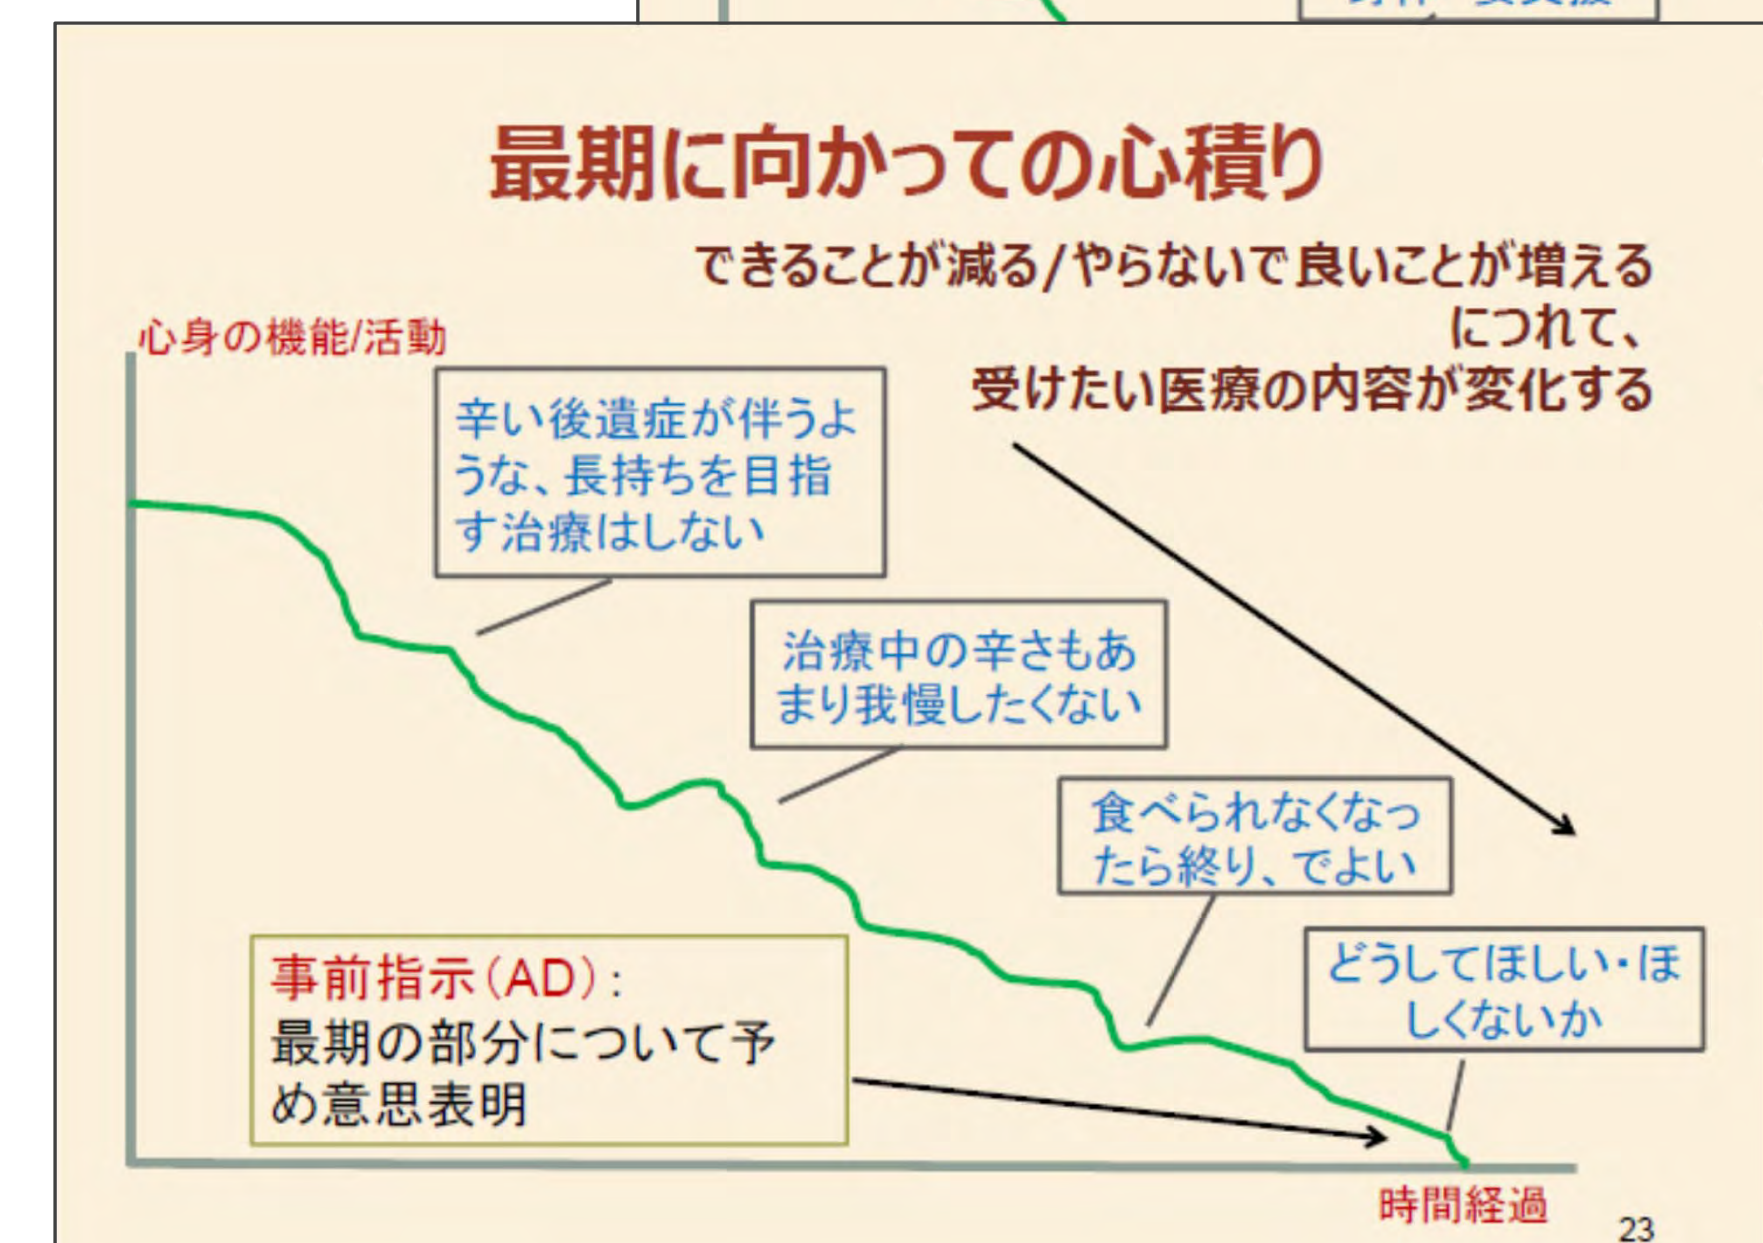 最期に向かっての心積り
できることが減る/やらないで良いことが増える
につれて、
受けたい医療の内容が変化する
心身の機能/活動
辛い後遺症が伴うよ
うな、長持ちを目指
す治療はしない
治療中の辛さもあ
まり我慢したくない
食べられなくなっ
たら終り、でよい
どうしてほしい・ほ
しくないか
事前指示(AD):
最期の部分について予
め意思表明
時間経過
23